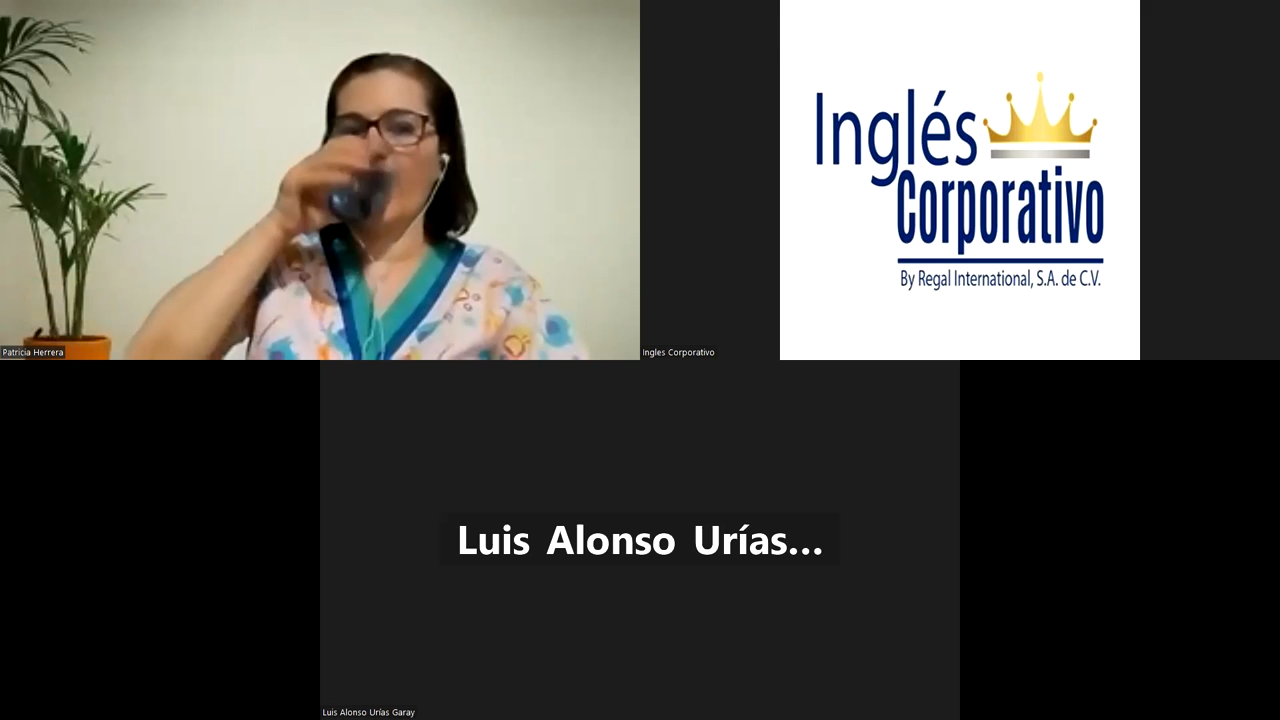 Inglés
Corporativo
By Regal International, S.A. de C.V.
Patricia Herrera
Ingles Corporativo
Luis Alonso Urías...
Luis Alonso Urías Garay